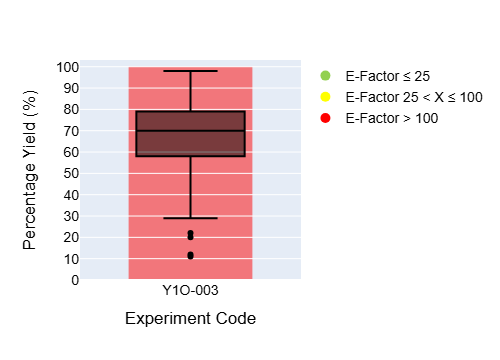 100
90
80
70
60
50
40
30
20
10
0
Percentage Yield (%)
Y1O-003
Experiment Code
E-Factor ≤ 25
E-Factor 25 < X ≤ 100
E-Factor > 100